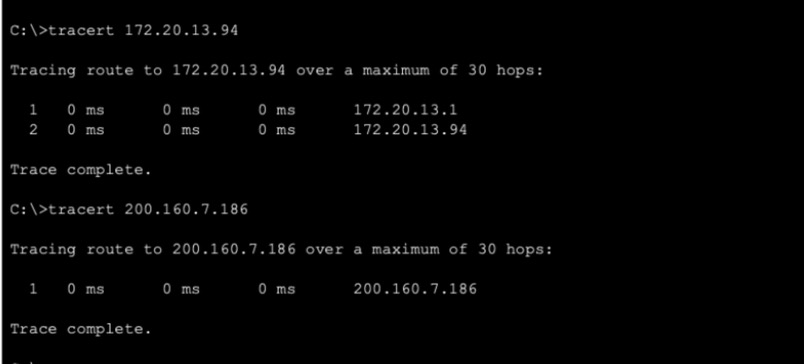 C:\>tracert 172.20.13.94
Tracing route to 172.20.13.94 over a maximum of 30 hops:
1 0 ms 0 ms 0 ms 172.20.13.1
2 0 ms 0 ms 0 ms 172.20.13.94
Trace complete.
C:\>tracert 200.160.7.186
Tracing route to 200.160.7.186 over a maximum of 30 hops:
1 0 ms 0 ms 0 ms 200.160.7.186
Trace complete.